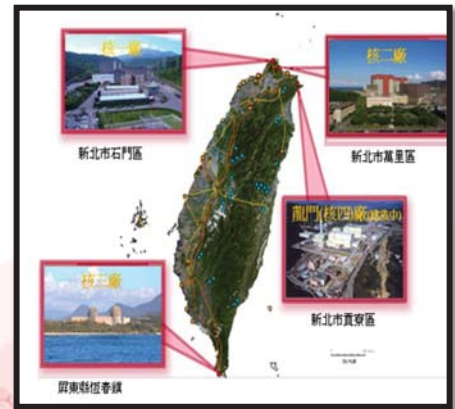 核一廠
新北市石門區
核二廠
新北市萬里區
龍門(核四)廠(建廠中)
新北市貢寮區
核三廠
屏東縣恆春鎮